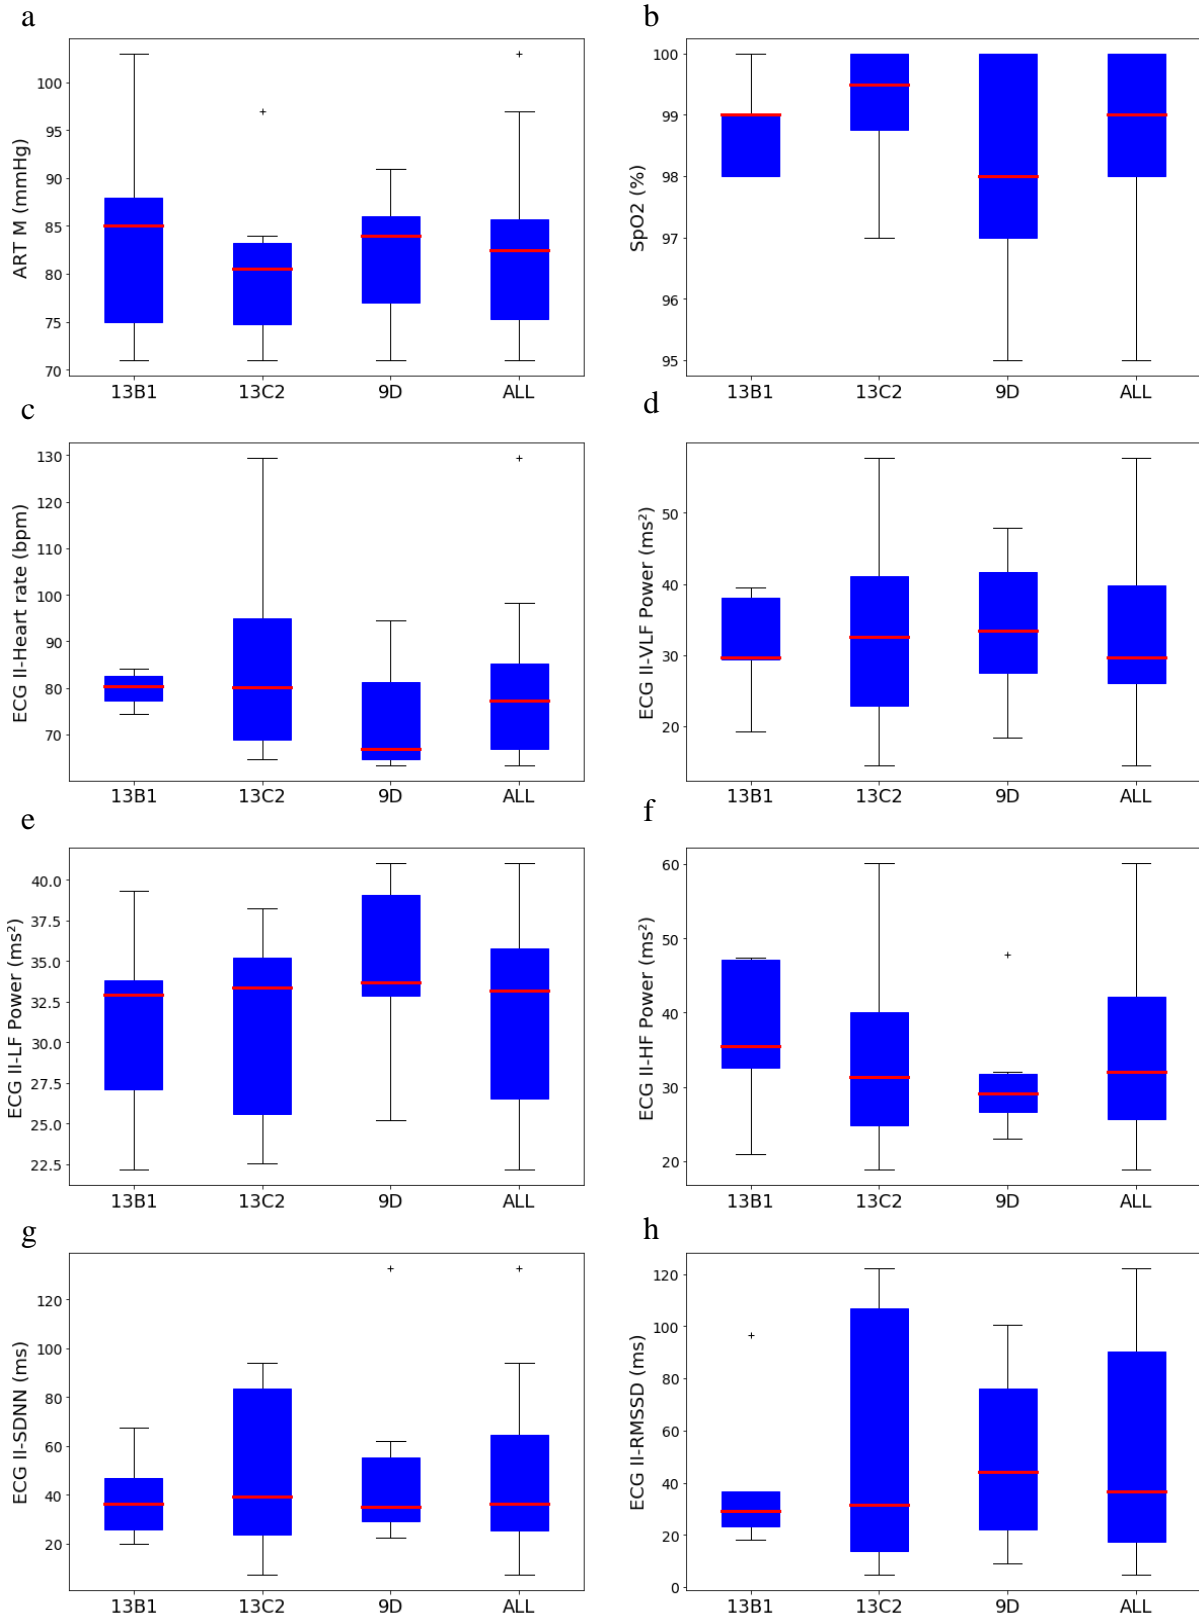 a
b
ART M (mmHg)
100
95
90
85
80
75
70
13B1 13C2 9D ALL
SpO2 (%)
100
99
98
97
96
95
13B1 13C2 9D ALL
c
d
ECG II-Heart rate (bpm)
130
120
110
100
90
80
70
13B1 13C2 9D ALL
ECG II-VLF Power (ms²)
50
40
30
20
13B1 13C2 9D ALL
e
f
ECG II-LF Power (ms²)
40.0
37.5
35.0
32.5
30.0
27.5
25.0
22.5
13B1 13C2 9D ALL
ECG II-HF Power (ms²)
60
50
40
30
20
13B1 13C2 9D ALL
g
h
ECG II-SDNN (ms)
120
100
80
60
40
20
13B1 13C2 9D ALL
ECG II-RMSSD (ms)
120
100
80
60
40
20
0
13B1 13C2 9D ALL